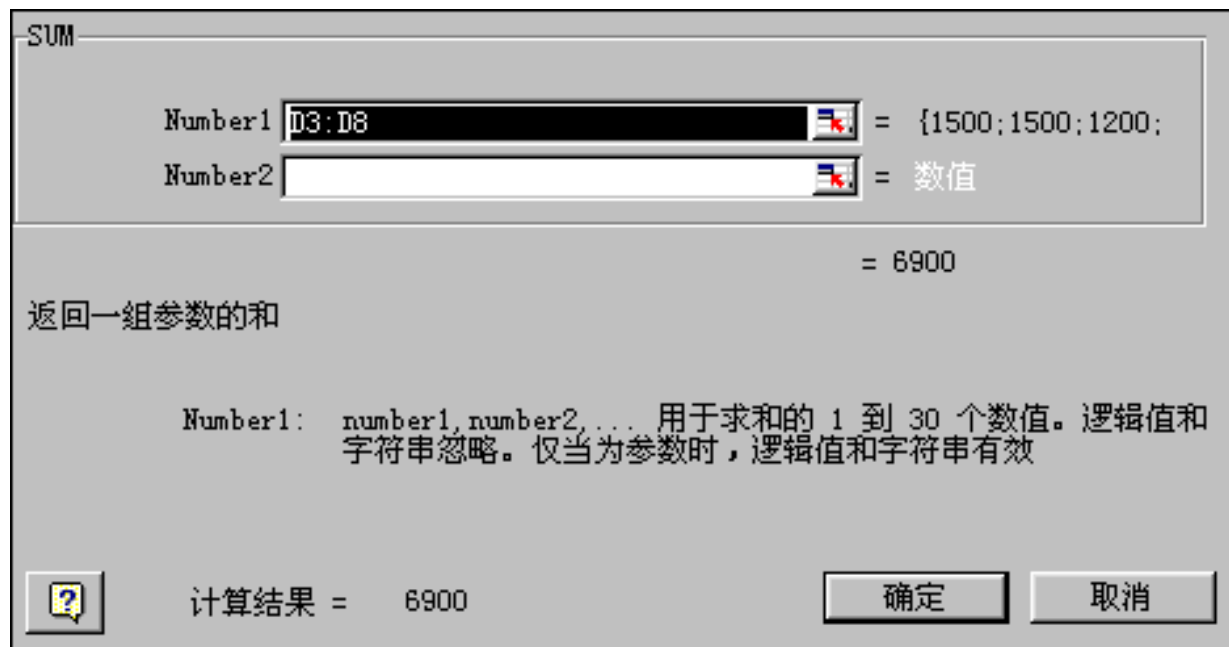 SUM
Number1 D3:D8 = {1500;1500;1200;
Number2 = 数值
= 6900
返回一组参数的和
Number1: number1,number2,... 用于求和的 1 到 30 个数值。逻辑值和
字符串忽略。仅当为参数时，逻辑值和字符串有效
? 计算结果 = 6900 确定 取消